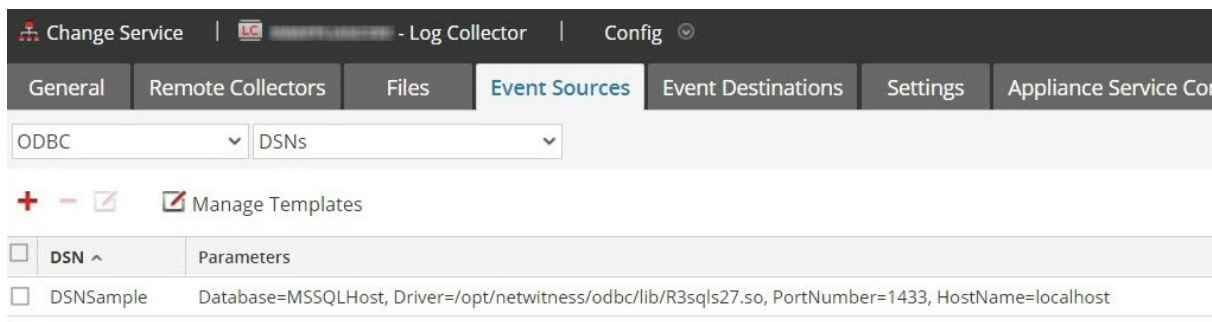 Change Service | LC - Log Collector | Config
General Remote Collectors Files Event Sources Event Destinations Settings Appliance Service
ODBC DSNs
Manage Templates
DSN Parameters
DSNSample Database=MSSQLHost, Driver=/opt/netwitness/odbc/lib/R3sqls27.so, PortNumber=1433, HostName=localhost